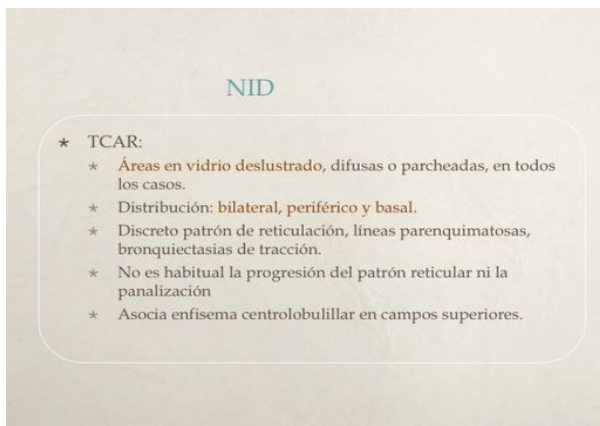 NID
* TCAR:
* Áreas en vidrio deslustrado, difusas o parcheadas, en todos
los casos.
* Distribución: bilateral, periférico y basal.
* Discreto patrón de reticulación, líneas parenquimatosas,
bronquiectasias de tracción.
* No es habitual la progresión del patrón reticular ni la
panalización
* Asocia enfisema centrolobulillar en campos superiores.